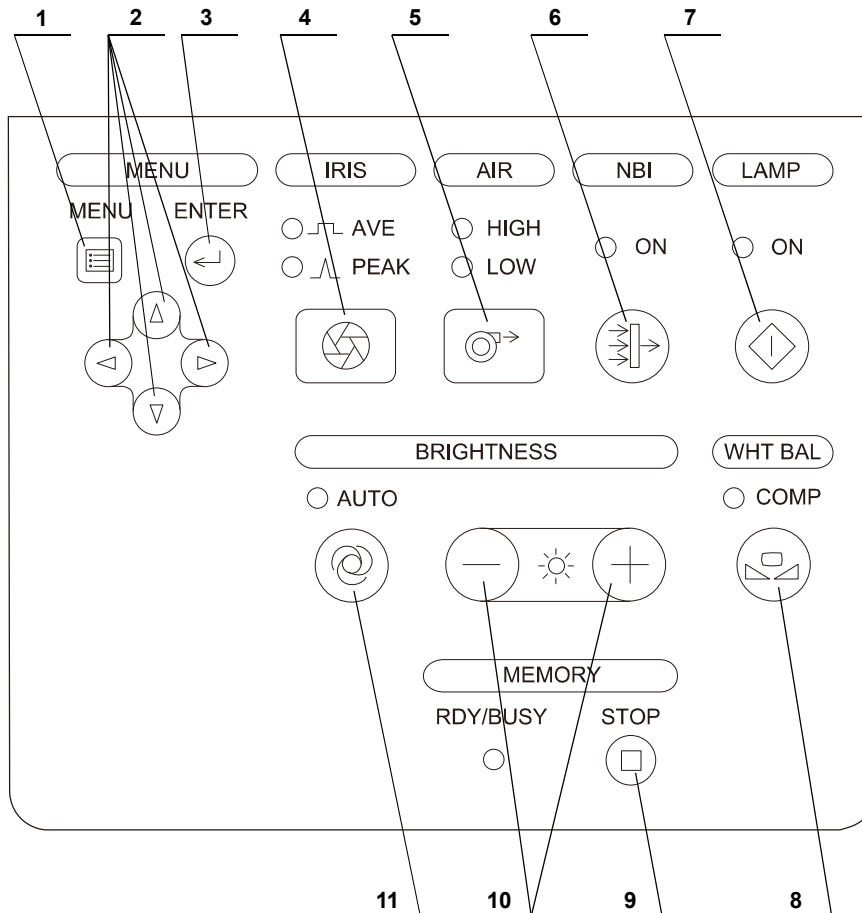 1 2 3 4 5 6 7
MENU IRIS AIR NBI LAMP
MENU ENTER
AVE HIGH ON ON
PEAK LOW
BRIGHTNESS WHT BAL
AUTO COMP
MEMORY
RDY/BUSY STOP
11 10 9 8